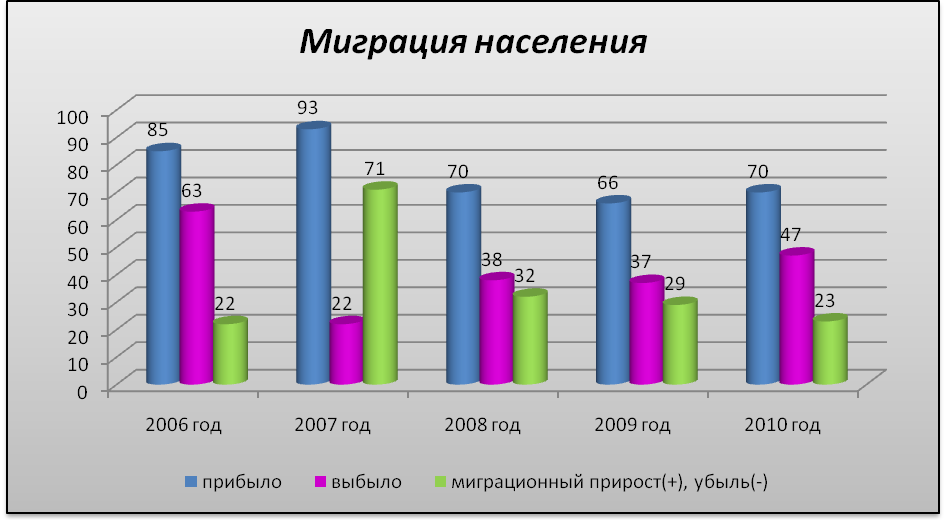 Миграция населения
100
90
80
70
60
50
40
30
20
10
0
85
63
22
93
22
71
70
38
32
66
37
29
70
47
23
2006 год
2007 год
2008 год
2009 год
2010 год
прибыло
выбыло
миграционный прирост(+), убыль(-)